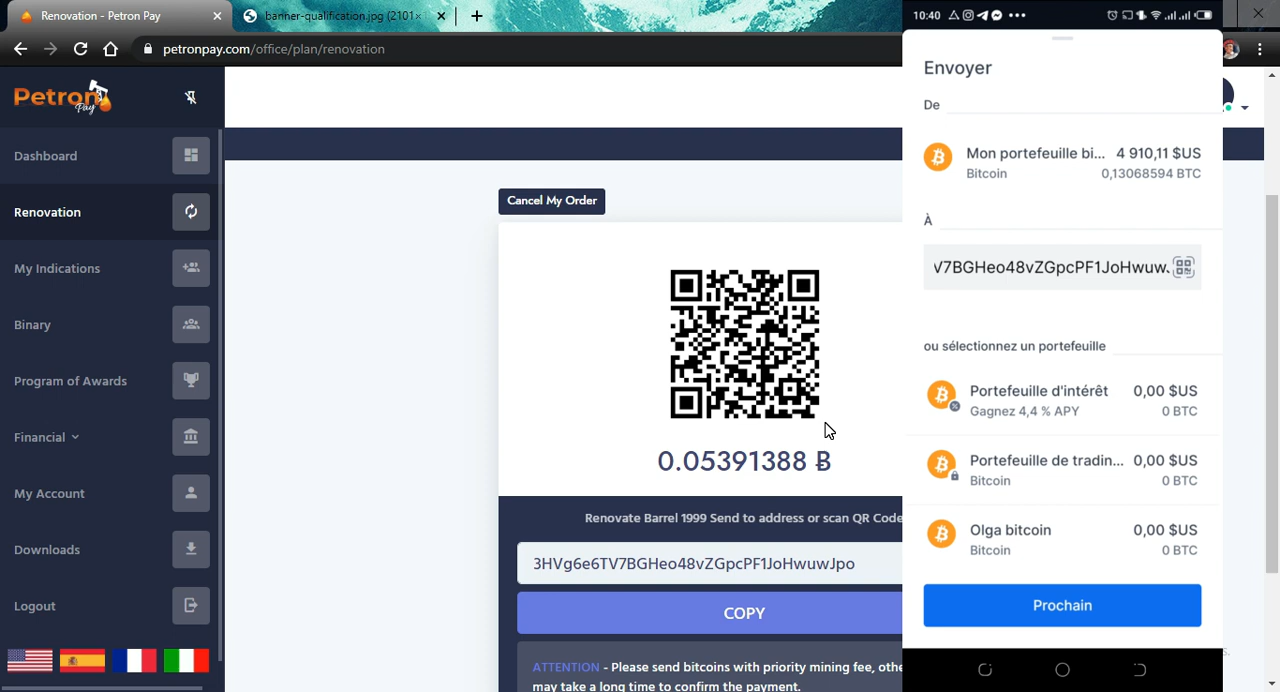 Renovation - Petron Pay
banner-qualification.jpg (2101×
petronpay.com/office/plan/renovation
Petron
Pay
Dashboard
Renovation
My Indications
Binary
Program of Awards
Financial
My Account
Downloads
Logout
Cancel My Order
0.05391388 Ƀ
Renovate Barrel 1999 Send to address or scan QR Code
3HVg6e6TV7BGHeo48vZGpcPF1JoHwuwJpo
COPY
ATTENTION - Please send bitcoins with priority mining fee, othe
may take a long time to confirm the payment.
10:40
Envoyer
De
Mon portefeuille bi... 4 910,11 $US
Bitcoin 0,13068594 BTC
À
V7BGHeo48vZGpcPF1JoHwuw.
ou sélectionnez un portefeuille
Portefeuille d'intérêt 0,00 $US
Gagnez 4,4 % APY 0 BTC
Portefeuille de tradin... 0,00 $US
Bitcoin 0 BTC
Olga bitcoin 0,00 $US
Bitcoin 0 BTC
Prochain
s.